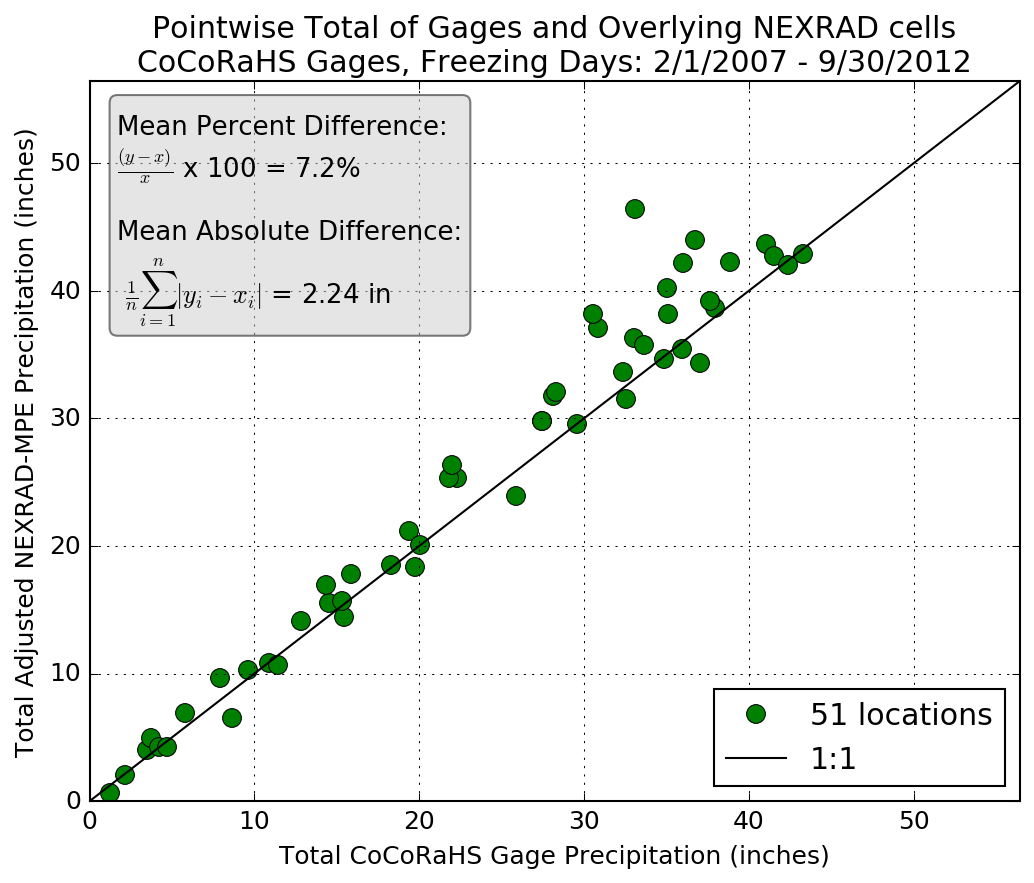 Pointwise Total of Gages and Overlying NEXRAD cells
CoCoRaHS Gages, Freezing Days: 2/1/2007 - 9/30/2012
Total Adjusted NEXRAD-MPE Precipitation (inches)
50
40
30
20
10
0
Mean Percent Difference:
(y − x)/x x 100 = 7.2%
Mean Absolute Difference:
1/n ∑_{i=1}^{n} |y_i − x_i| = 2.24 in
51 locations
1:1
0 10 20 30 40 50
Total CoCoRaHS Gage Precipitation (inches)